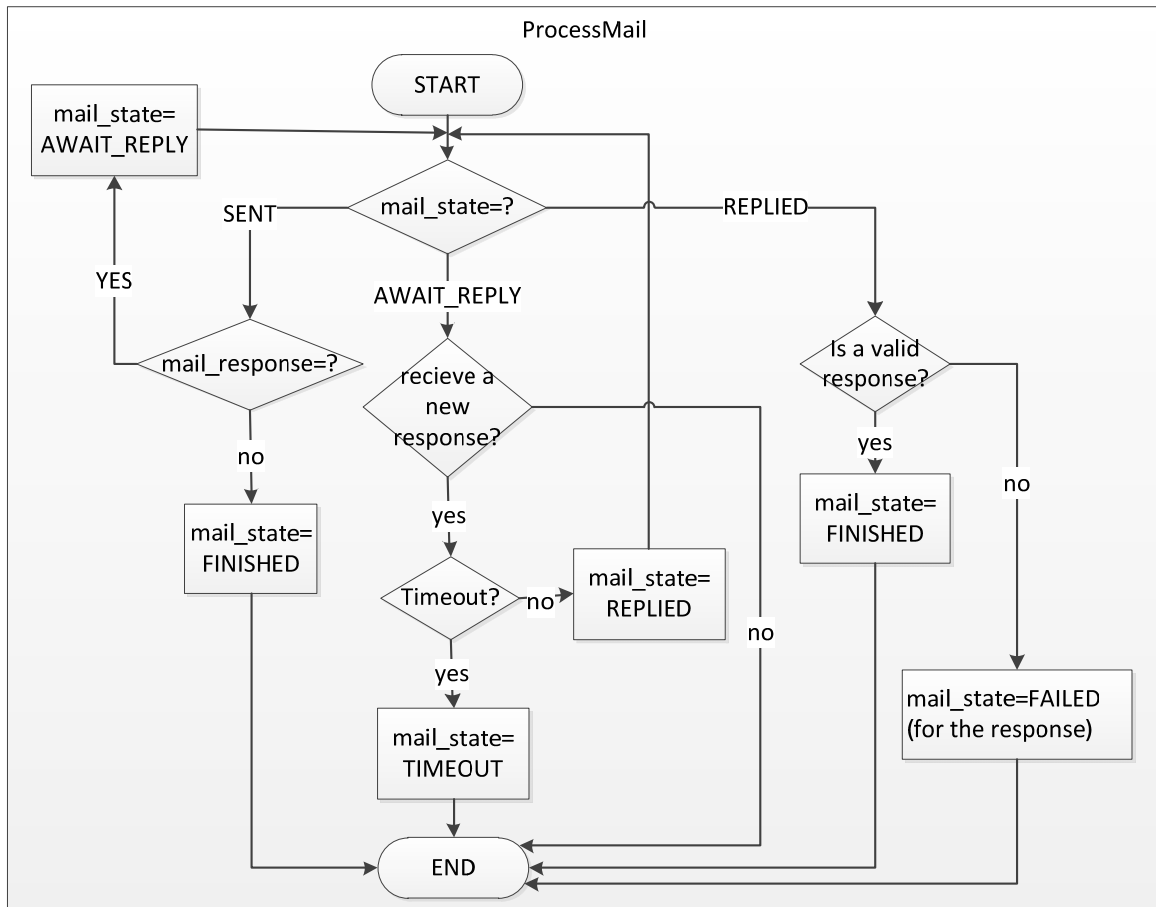 ProcessMail
START
mail_state=
AWAIT_REPLY
mail_state=?
SENT
REPLIED
YES
AWAIT_REPLY
mail_response=?
recieve a
new
response?
Is a valid
response?
no
yes
yes
no
mail_state=
FINISHED
mail_state=
FINISHED
Timeout?
no
mail_state=
REPLIED
no
yes
mail_state=FAILED
(for the response)
mail_state=
TIMEOUT
END